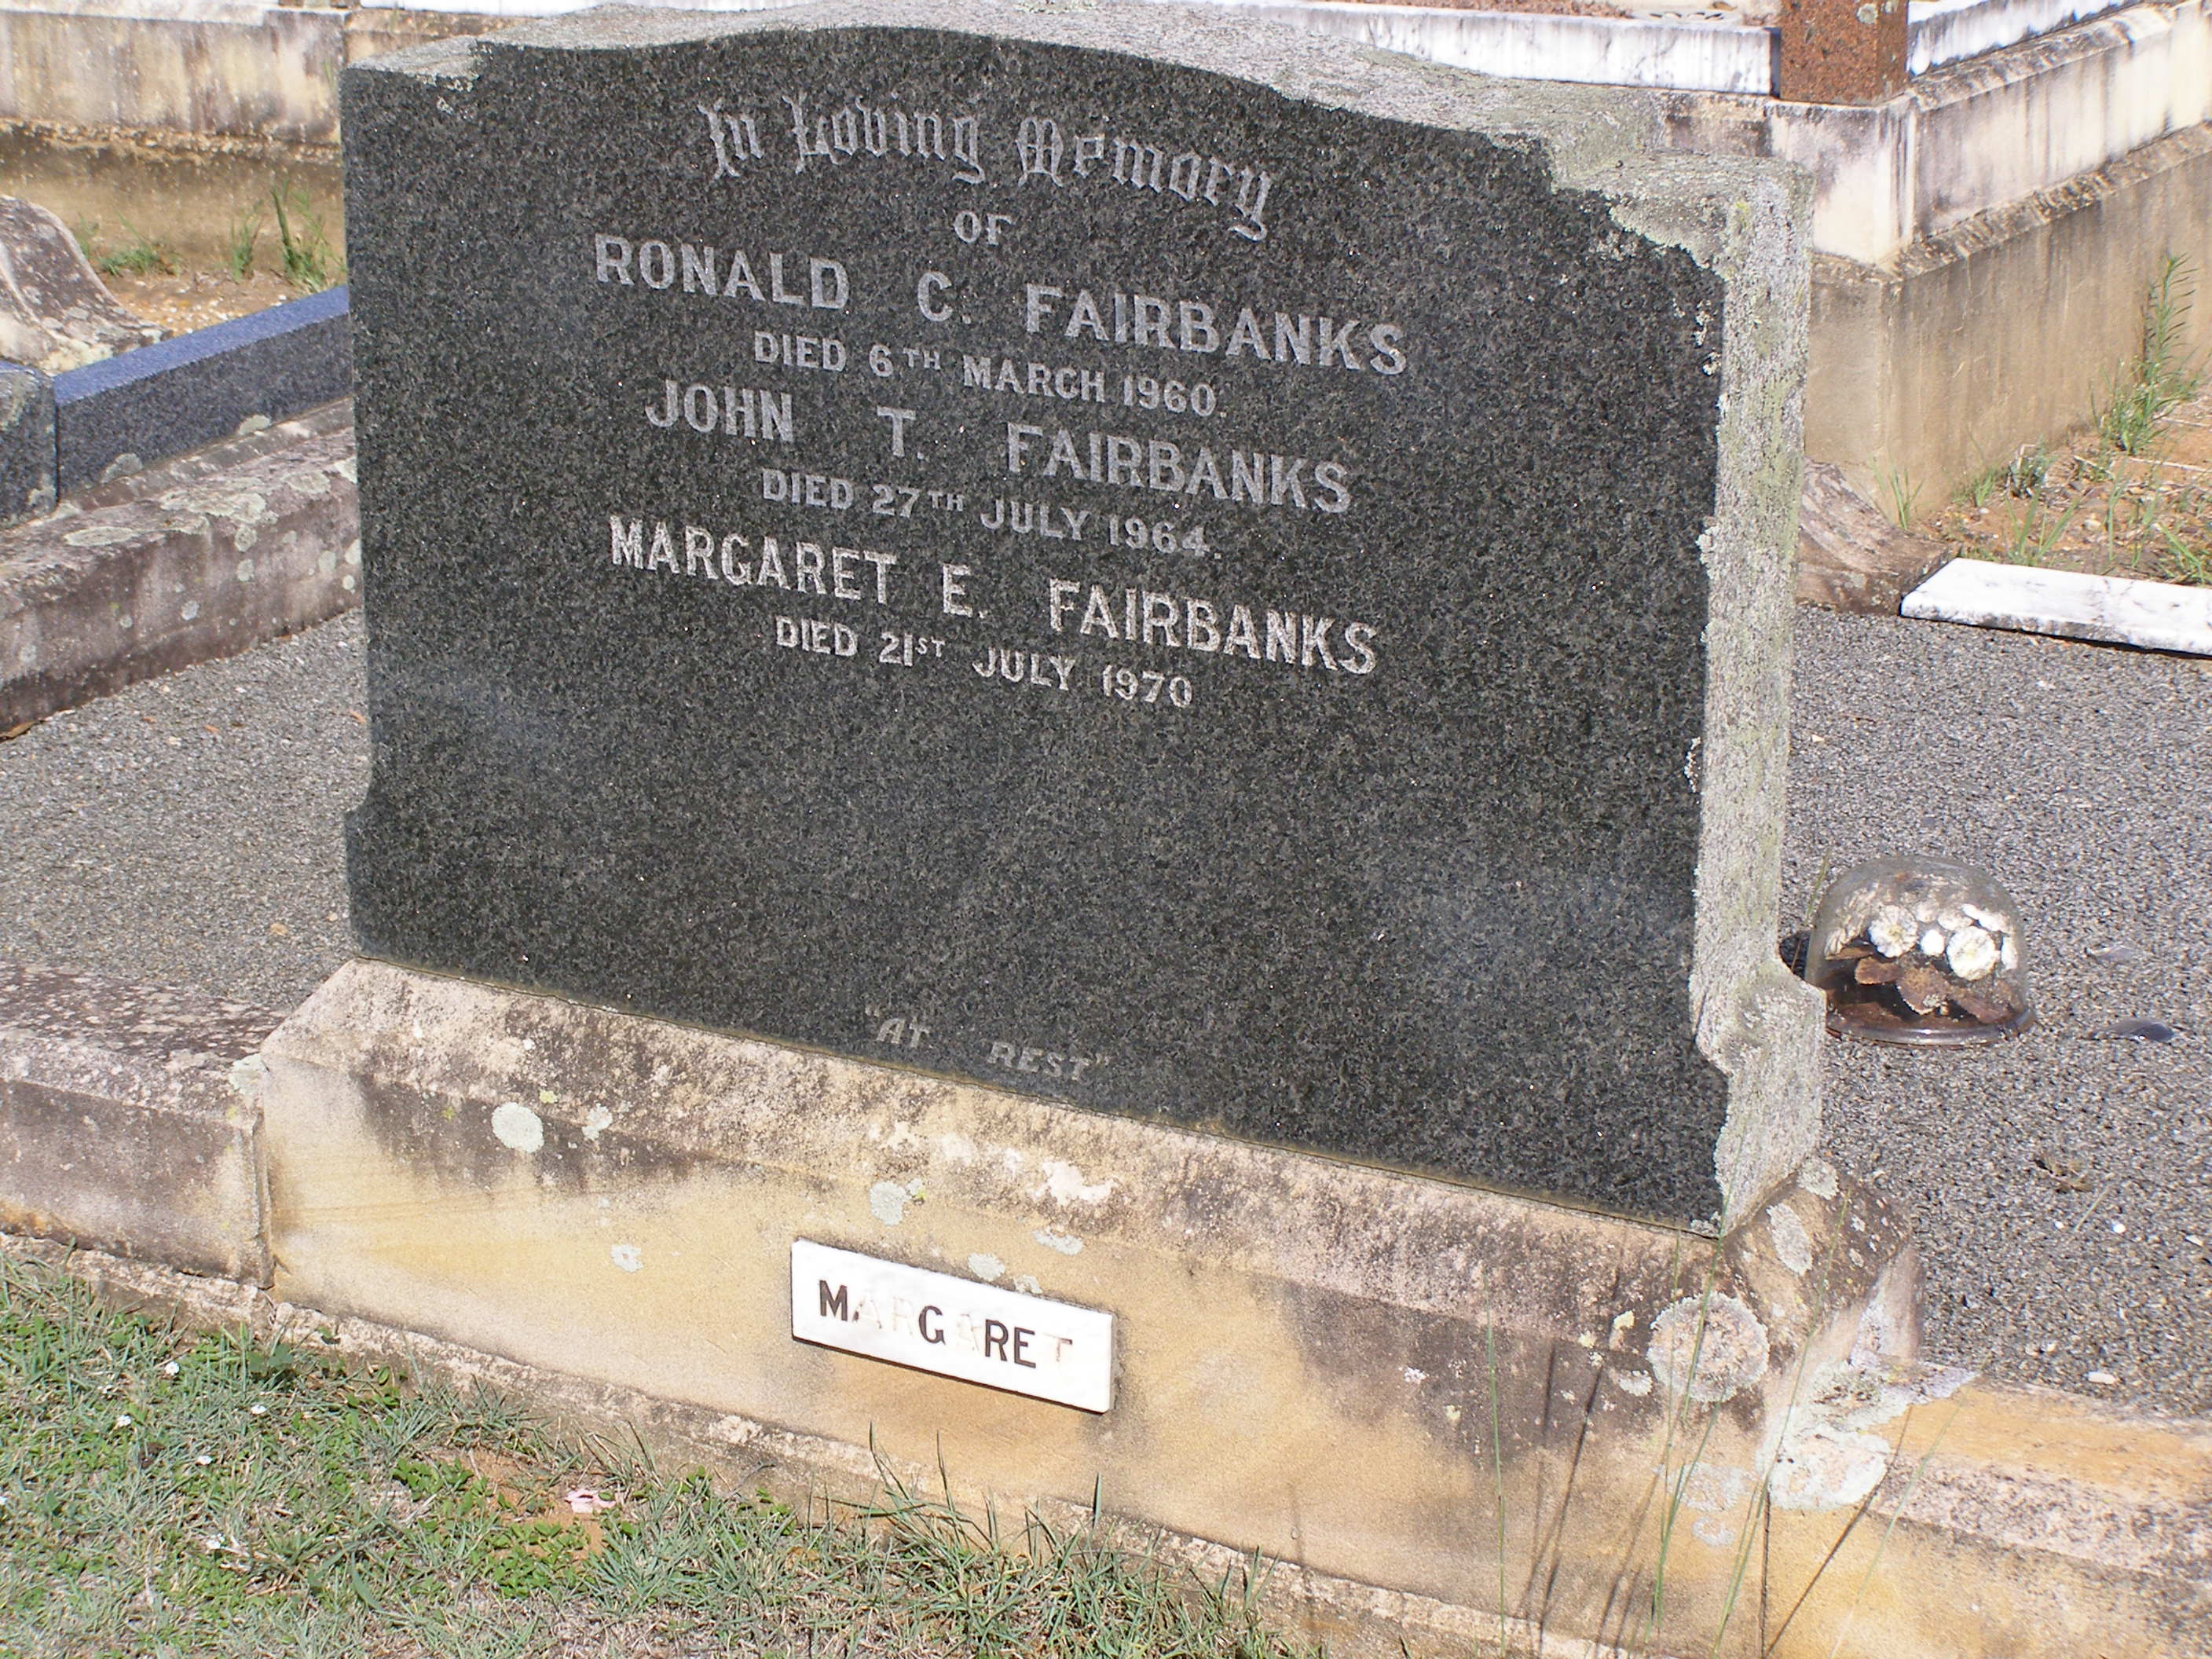 In Loving Memory
OF
RONALD C. FAIRBANKS
DIED 6TH MARCH 1960.
JOHN T. FAIRBANKS
DIED 27TH JULY 1964.
MARGARET E. FAIRBANKS
DIED 21ST JULY 1970
"AT REST"
MARGARET